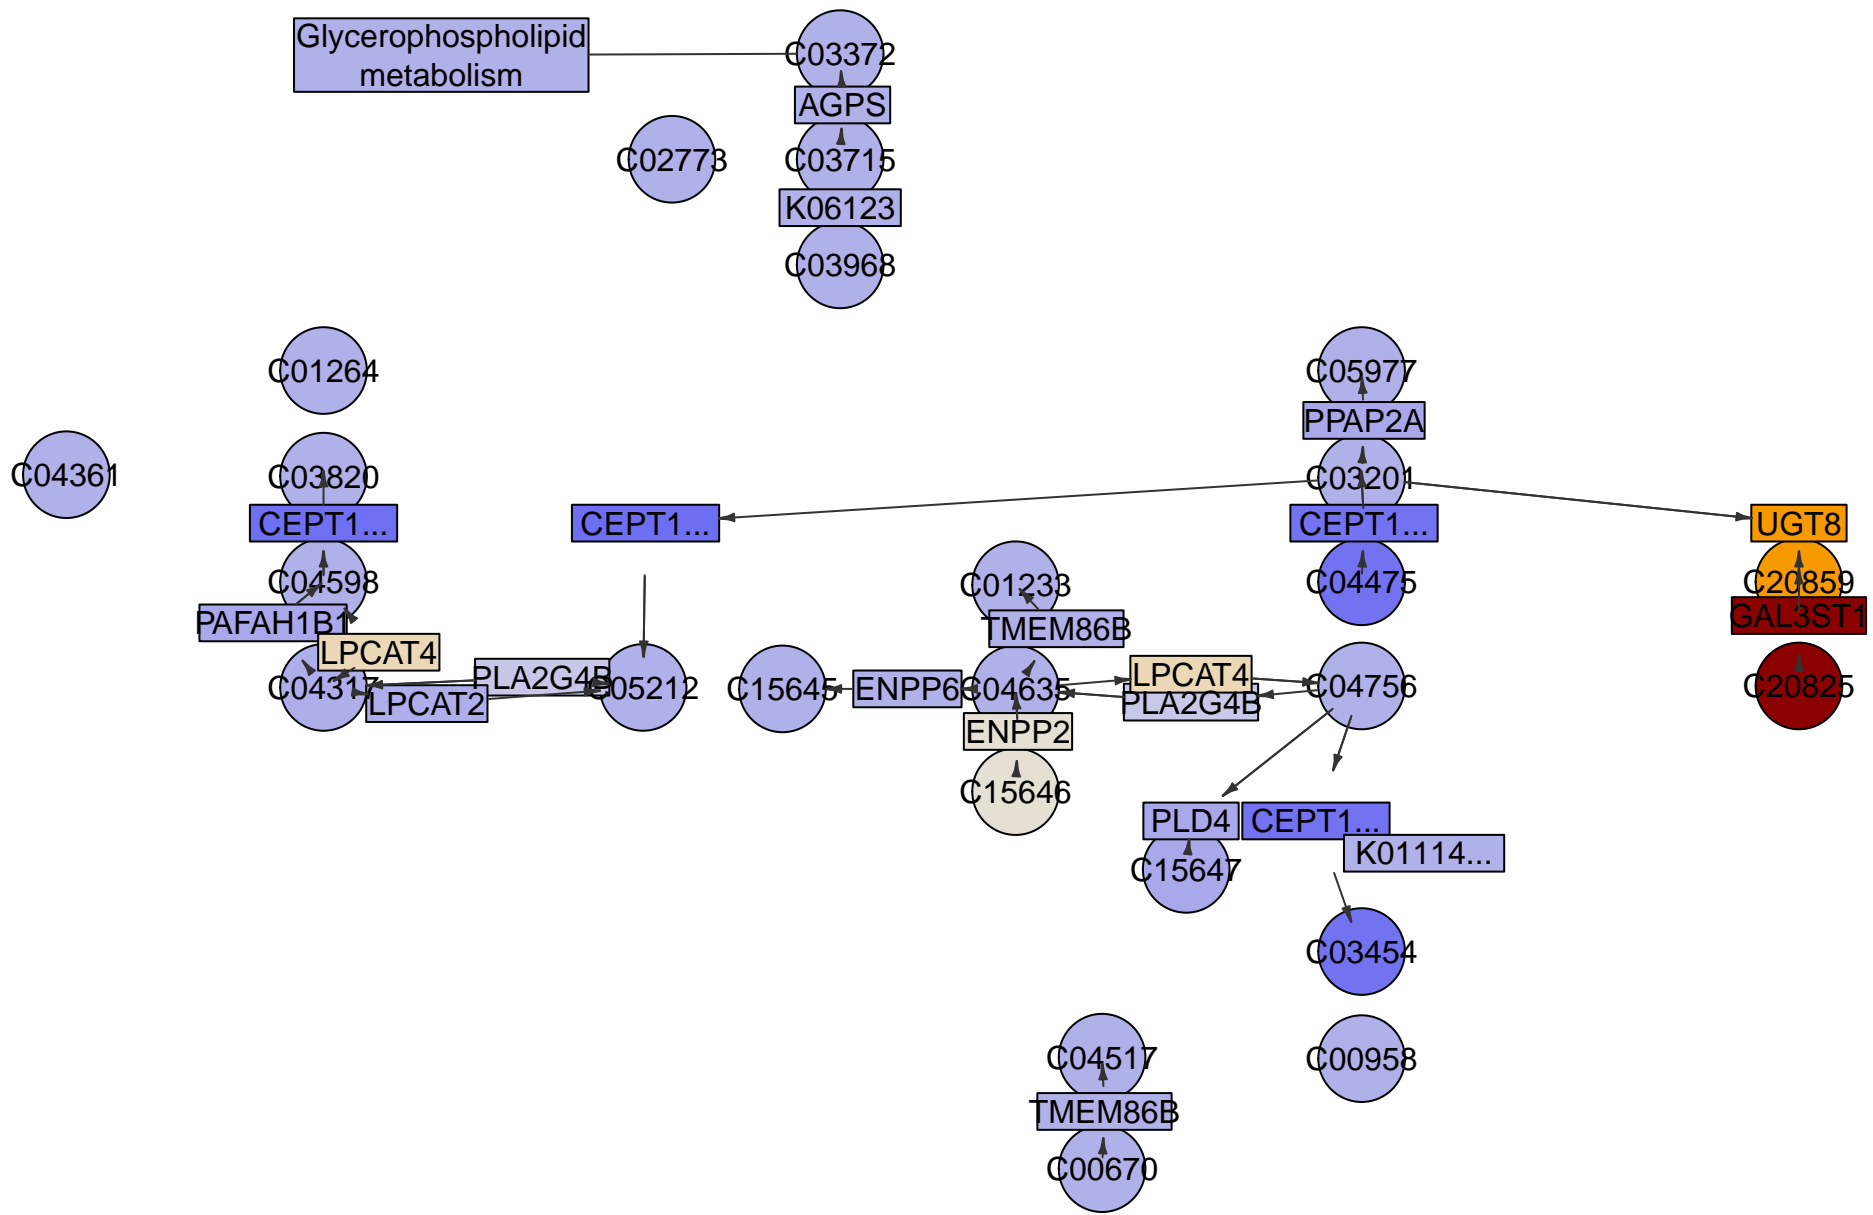 Glycerophospholipid
metabolism
C03372
AGPS
C02773
C03715
K06123
C03968
C01264
C05977
PPAP2A
C04361
C03820
C03201
CEPT1...
CEPT1...
CEPT1...
UGT8
C04598
C01233
C04475
C20859
PAFAH1B1
TMEM86B
GAL3ST1
LPCAT4
C04317
PLA2G4B
LPCAT2
C05212
C15645
ENPP6
C04635
LPCAT4
PLA2G4B
C04756
C20825
ENPP2
C15646
PLD4
CEPT1...
K01114...
C15647
C03454
C04517
C00958
TMEM86B
C00670